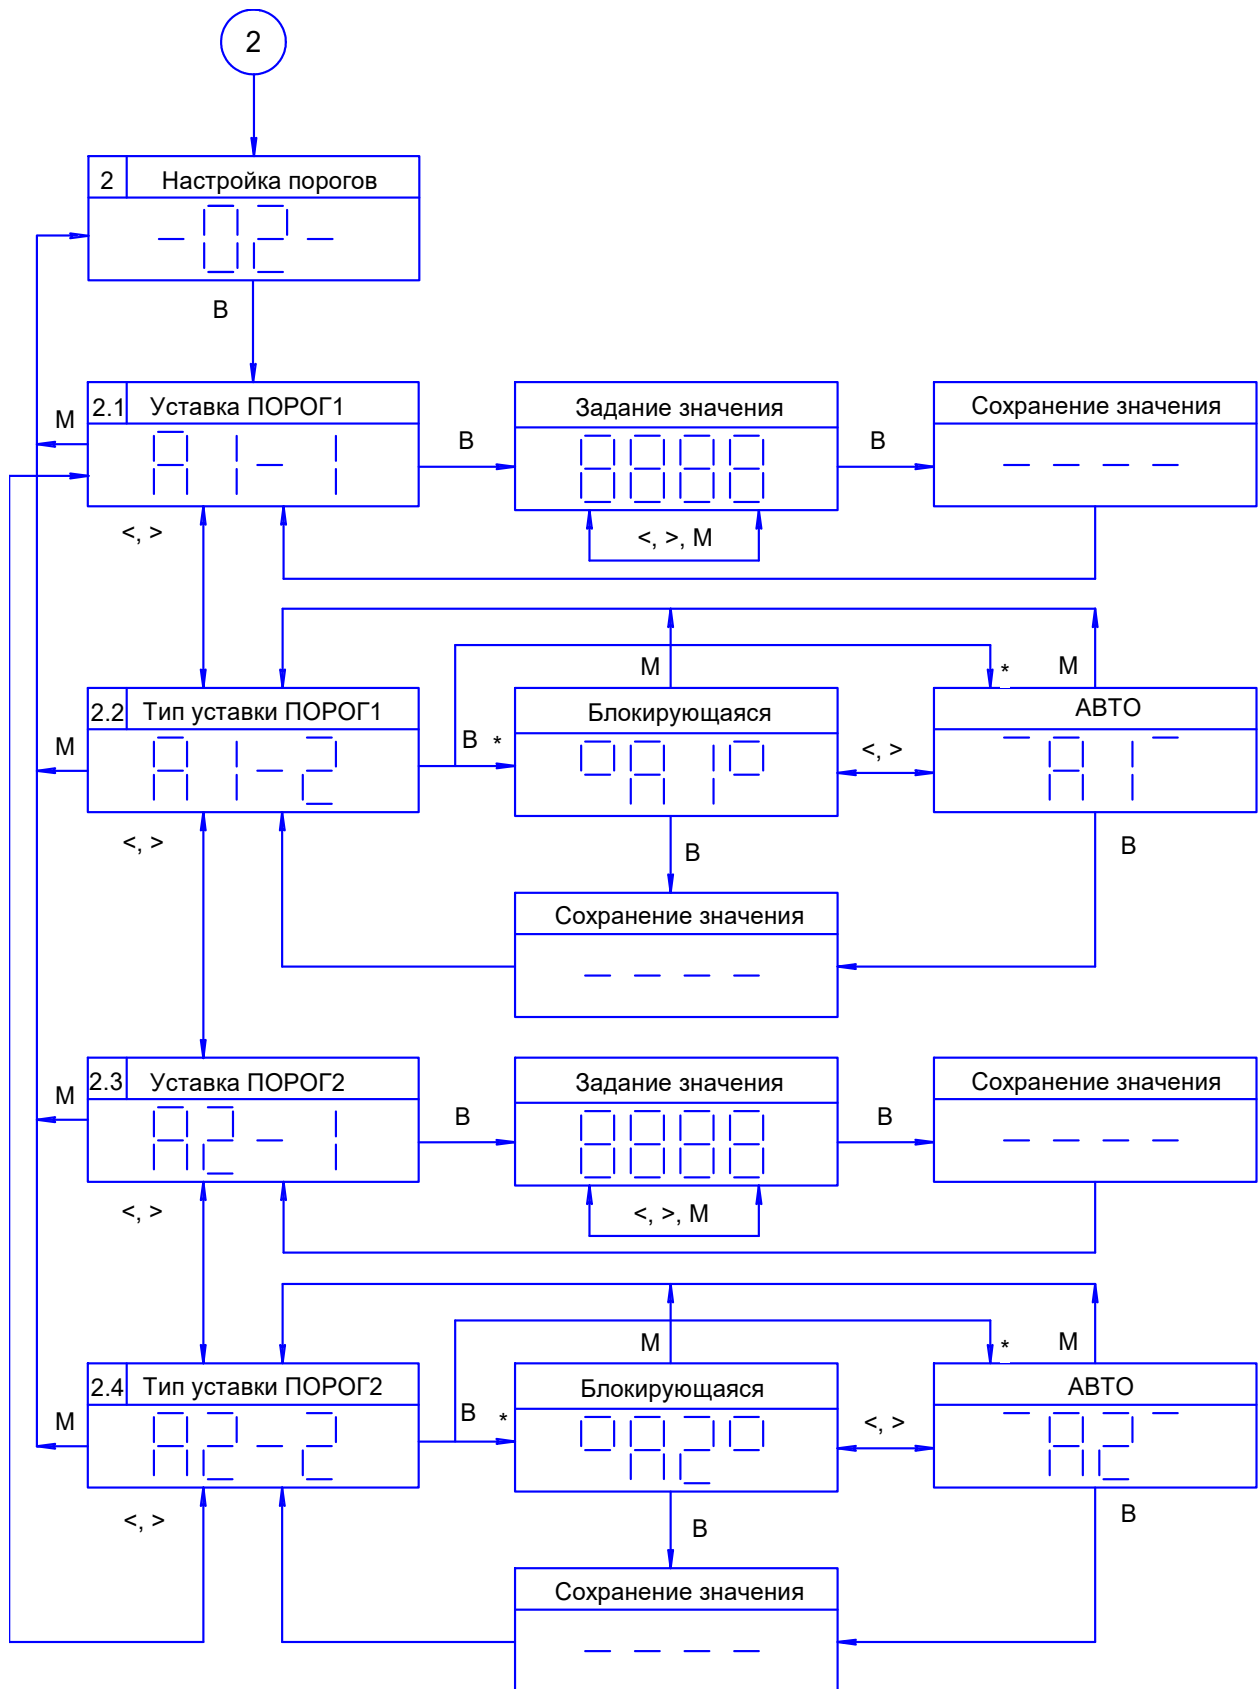 2
2 Настройка порогов
-02-
В
2.1 Уставка ПОРОГ1
A1-1
М
В
Задание значения
8888
<, >, М
В
Сохранение значения
- - - -
<, >
2.2 Тип уставки ПОРОГ1
A1-2
М
В *
М
Блокирующаяся
°A1°
<, >
*
М
АВТО
¯A1¯
В
В
Сохранение значения
- - - -
<, >
2.3 Уставка ПОРОГ2
A2-1
М
В
Задание значения
8888
<, >, М
В
Сохранение значения
- - - -
<, >
2.4 Тип уставки ПОРОГ2
A2-2
М
В *
М
Блокирующаяся
°A2°
<, >
*
М
АВТО
¯A2¯
В
В
<, >
Сохранение значения
- - - -